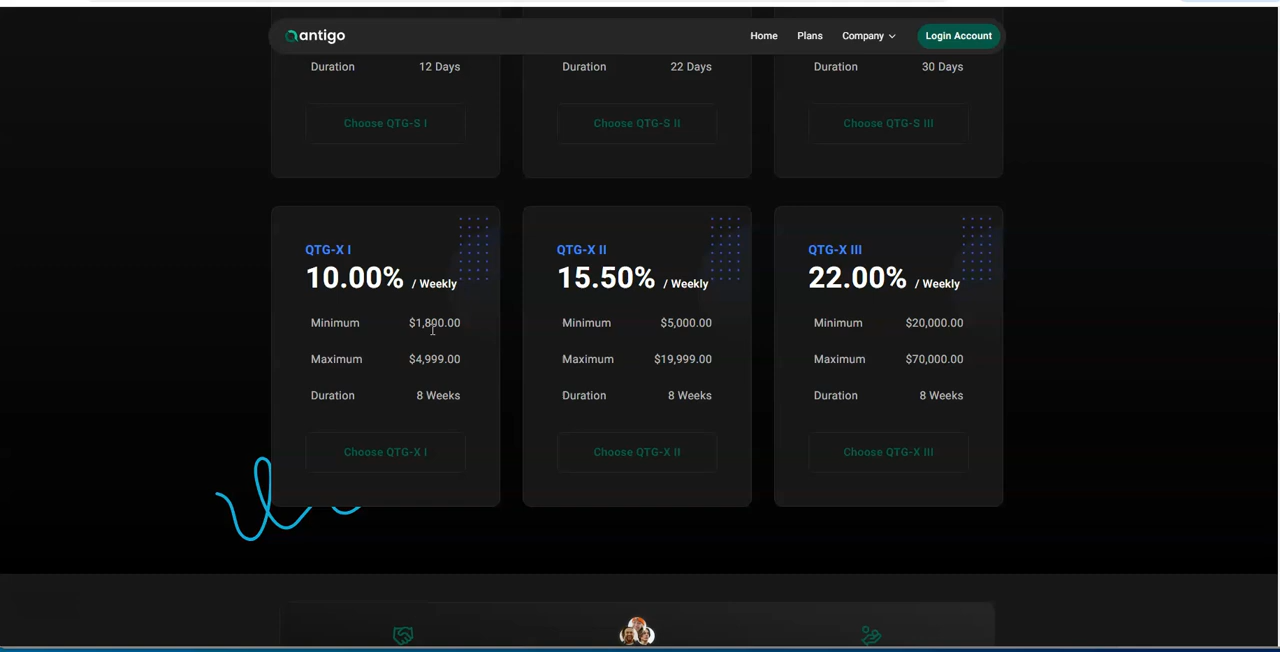 antigo
Home Plans Company Login Account
Duration 12 Days
Duration 22 Days
Duration 30 Days
Choose QTG-S I
Choose QTG-S II
Choose QTG-S III
QTG-X I
10.00% / Weekly
Minimum $1,800.00
Maximum $4,999.00
Duration 8 Weeks
Choose QTG-X I
QTG-X II
15.50% / Weekly
Minimum $5,000.00
Maximum $19,999.00
Duration 8 Weeks
Choose QTG-X II
QTG-X III
22.00% / Weekly
Minimum $20,000.00
Maximum $70,000.00
Duration 8 Weeks
Choose QTG-X III